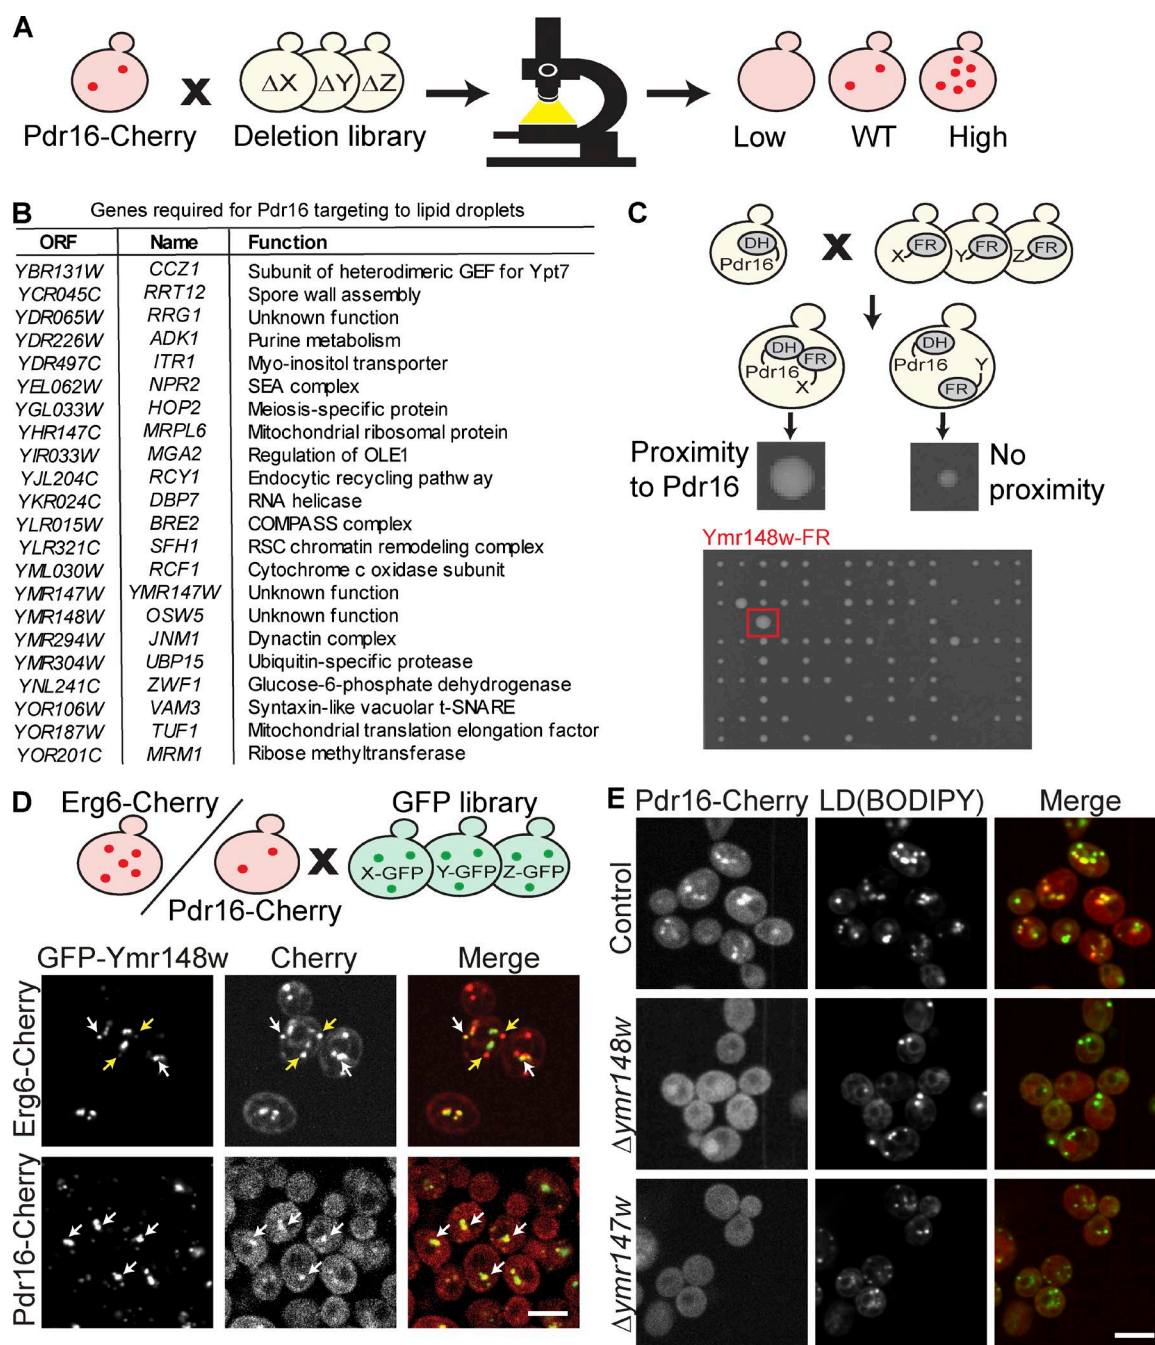 A
Pdr16-Cherry
X
ΔX ΔY ΔZ
Deletion library
Low WT High
B Genes required for Pdr16 targeting to lipid droplets
ORF Name Function
YBR131W CCZ1 Subunit of heterodimeric GEF for Ypt7
YCR045C RRT12 Spore wall assembly
YDR065W RRG1 Unknown function
YDR226W ADK1 Purine metabolism
YDR497C ITR1 Myo-inositol transporter
YEL062W NPR2 SEA complex
YGL033W HOP2 Meiosis-specific protein
YHR147C MRPL6 Mitochondrial ribosomal protein
YIR033W MGA2 Regulation of OLE1
YJL204C RCY1 Endocytic recycling pathway
YKR024C DBP7 RNA helicase
YLR015W BRE2 COMPASS complex
YLR321C SFH1 RSC chromatin remodeling complex
YML030W RCF1 Cytochrome c oxidase subunit
YMR147W YMR147W Unknown function
YMR148W OSW5 Unknown function
YMR294W JNM1 Dynactin complex
YMR304W UBP15 Ubiquitin-specific protease
YNL241C ZWF1 Glucose-6-phosphate dehydrogenase
YOR106W VAM3 Syntaxin-like vacuolar t-SNARE
YOR187W TUF1 Mitochondrial translation elongation factor
YOR201C MRM1 Ribose methyltransferase
C
DH
Pdr16
X
FR FR FR
X Y Z
DH
Pdr16 FR
X
DH
Pdr16 Y
FR
Proximity
to Pdr16
No
proximity
Ymr148w-FR
D Erg6-Cherry
Pdr16-Cherry
X
GFP library
X-GFP Y-GFP Z-GFP
GFP-Ymr148w Cherry Merge
Erg6-Cherry
Pdr16-Cherry
E Pdr16-Cherry LD(BODIPY) Merge
Control
Δymr148w
Δymr147w